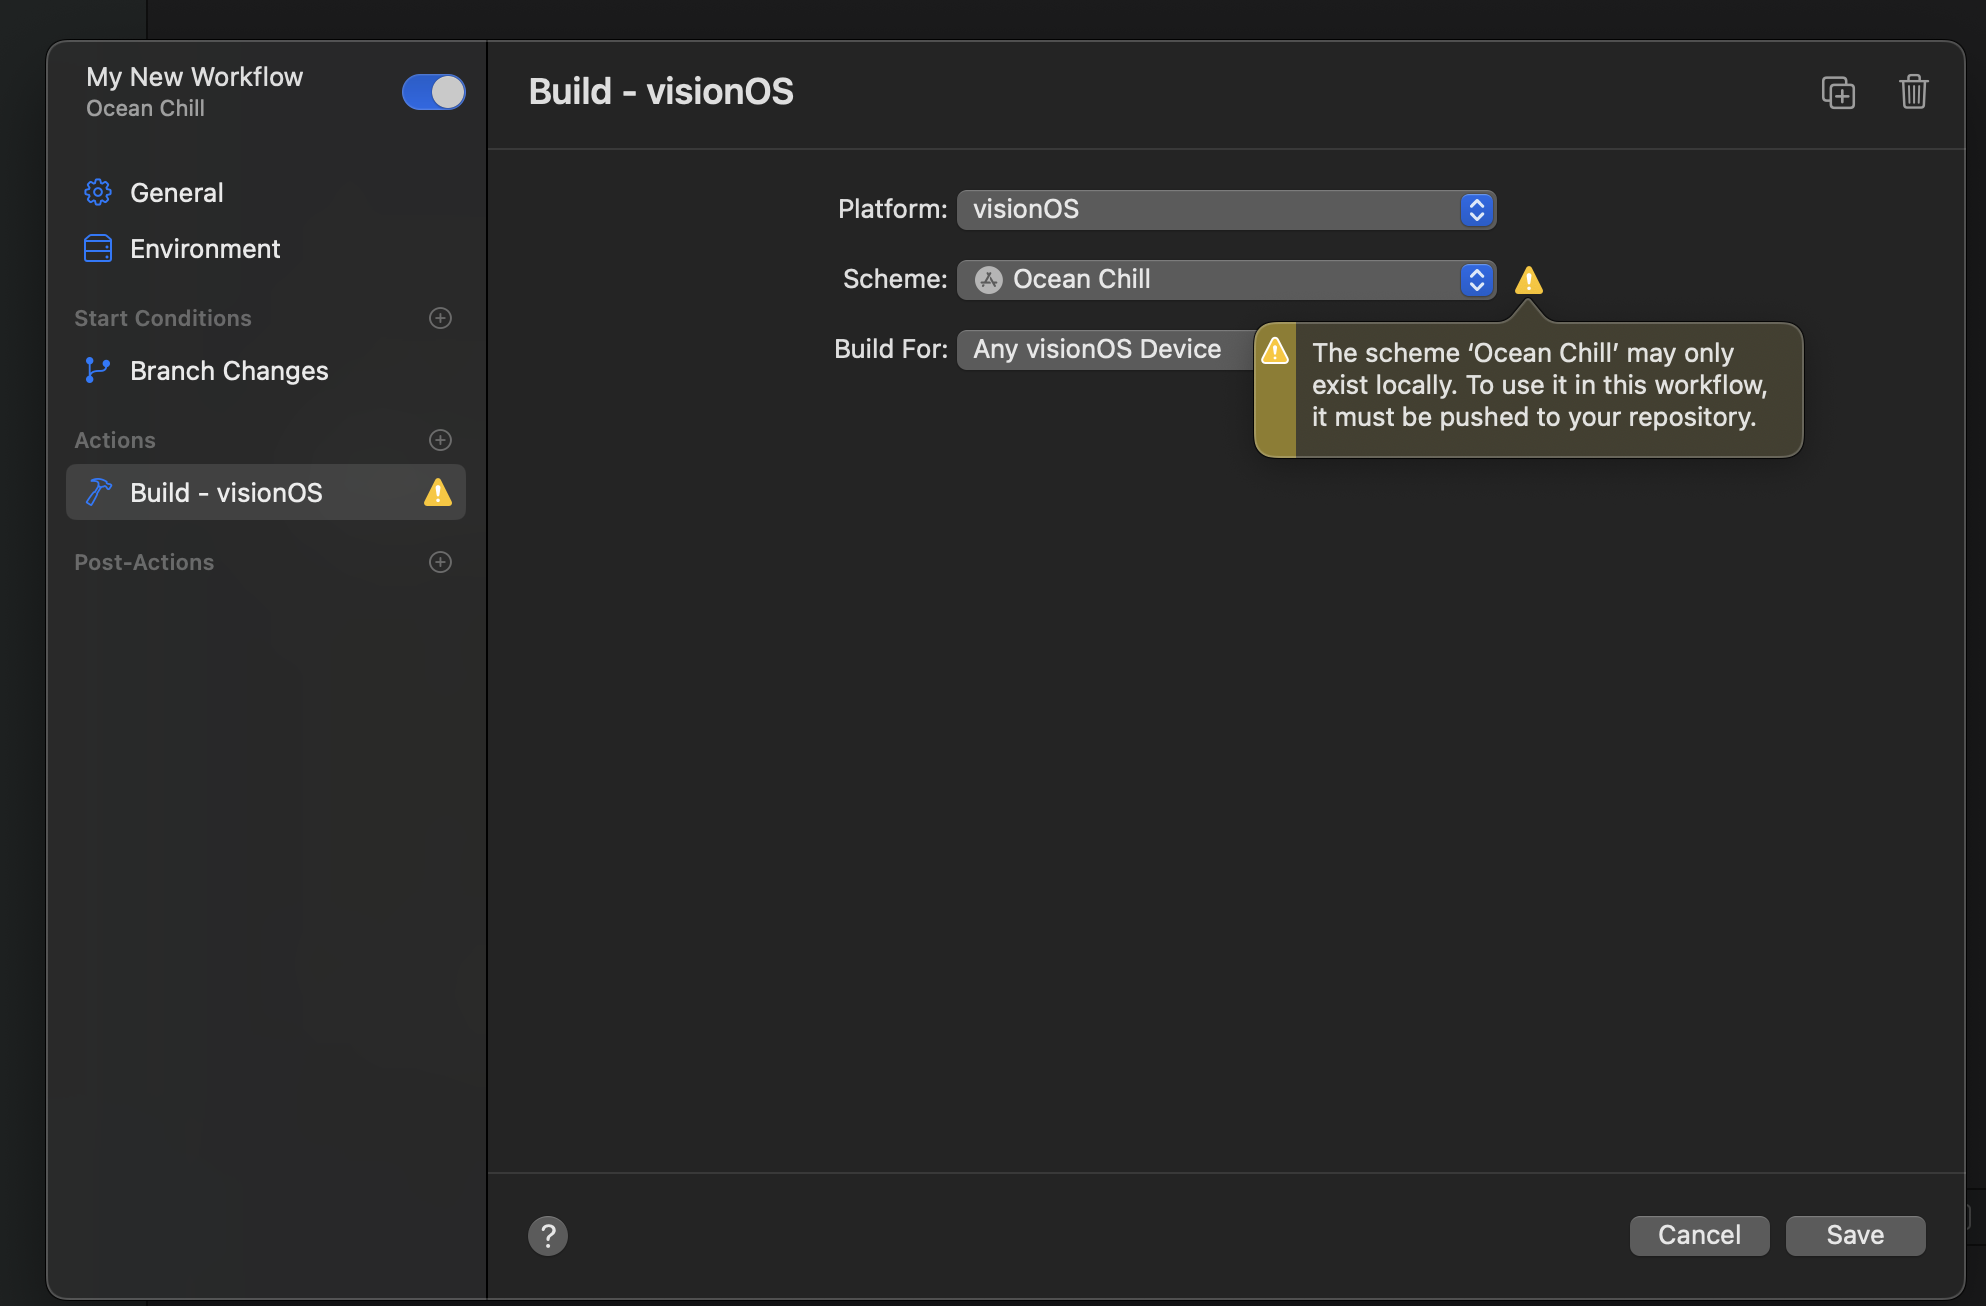 My New Workflow
Ocean Chill
General
Environment
Start Conditions
Branch Changes
Actions
Build - visionOS
Post-Actions
Build - visionOS
Platform: visionOS
Scheme: Ocean Chill
Build For: Any visionOS Device
The scheme ‘Ocean Chill’ may only
exist locally. To use it in this workflow,
it must be pushed to your repository.
?
Cancel
Save